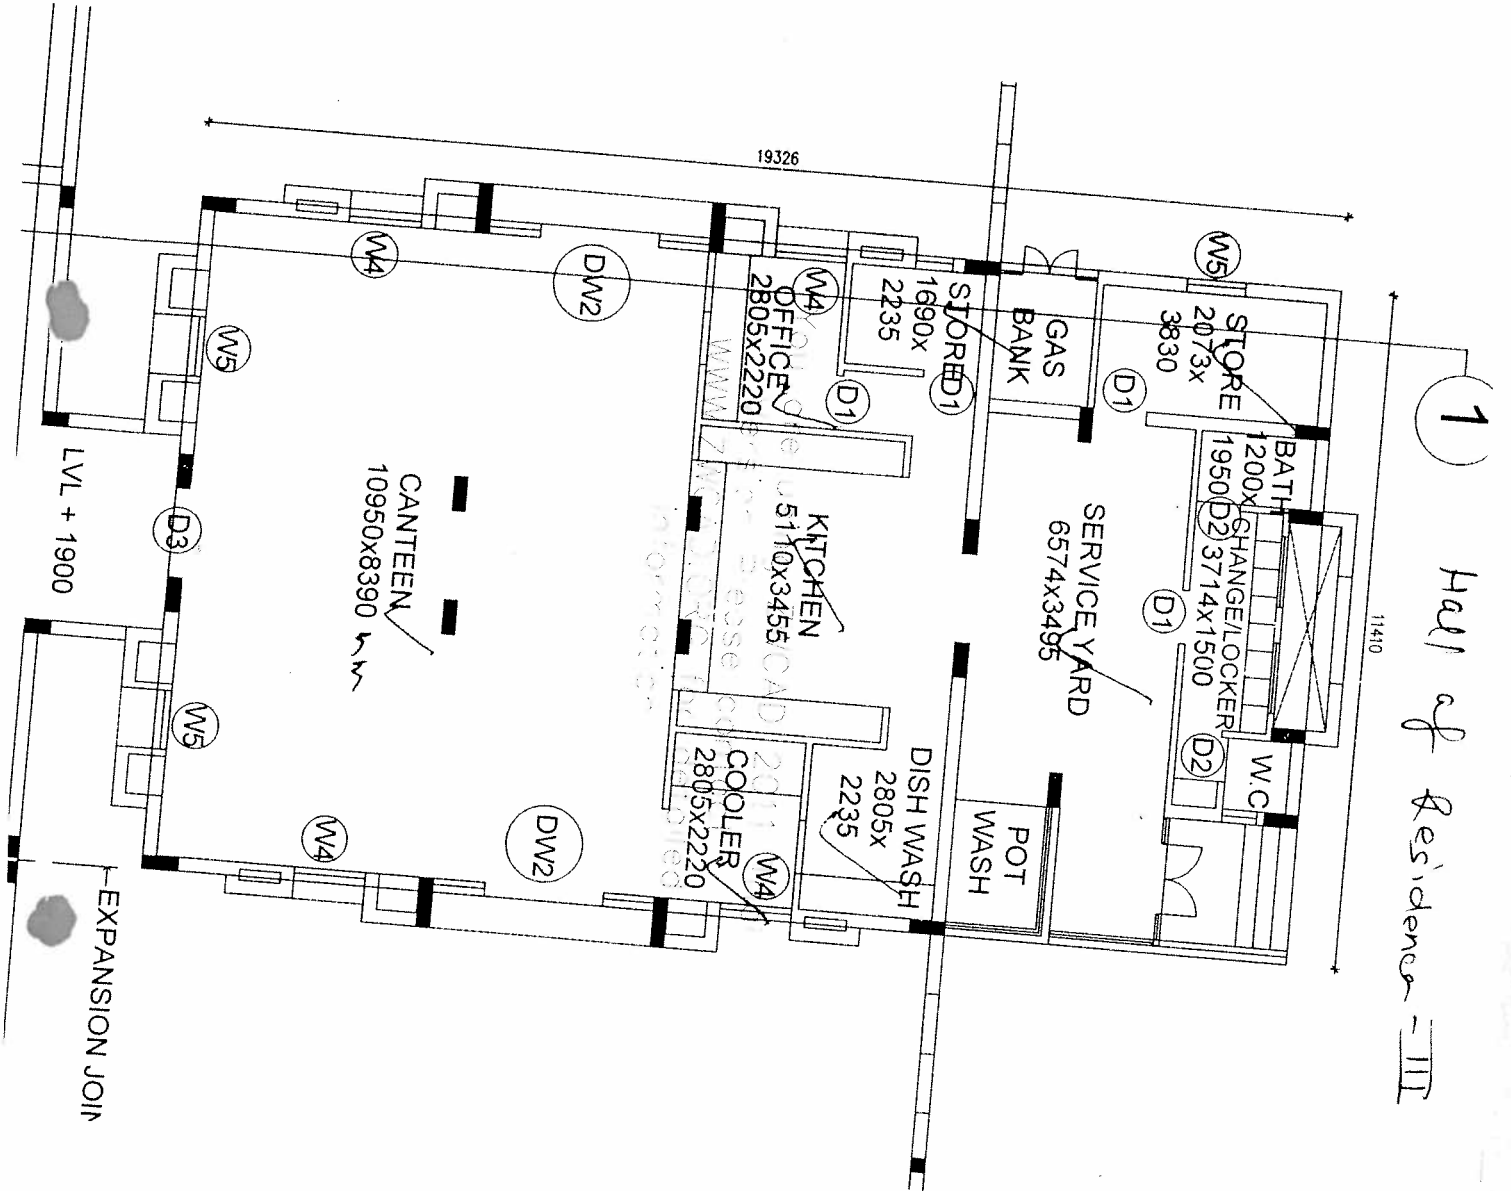 1
Hall of Residence - III
11410
19326
W5
STORE
2073x
3830
BATH
1200x
1950
D2
CHANGE/LOCKER
3714x1500
D2
W.C
D1
D1
GAS
BANK
SERVICE YARD
6574x3495
POT
WASH
STORE
1690x
2235
D1
D1
W4
OFFICE
2805x2220
KITCHEN
5110x3455
DISH WASH
2805x
2235
COOLER
2805x2220
W4
DW2
DW2
W4
W4
CANTEEN
10950x8390
W5
D3
W5
LVL + 1900
EXPANSION JOIN